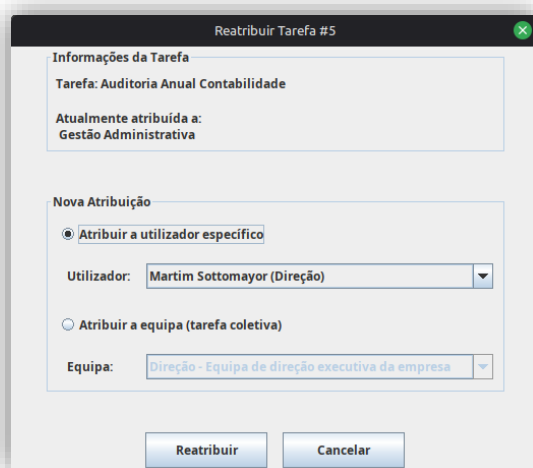 Reatribuir Tarefa #5
Informações da Tarefa
Tarefa: Auditoria Anual Contabilidade
Atualmente atribuída a:
Gestão Administrativa
Nova Atribuição
Atribuir a utilizador específico
Utilizador: Martim Sottomayor (Direção)
Atribuir a equipa (tarefa coletiva)
Equipa: Direção - Equipa de direção executiva da empresa
Reatribuir Cancelar